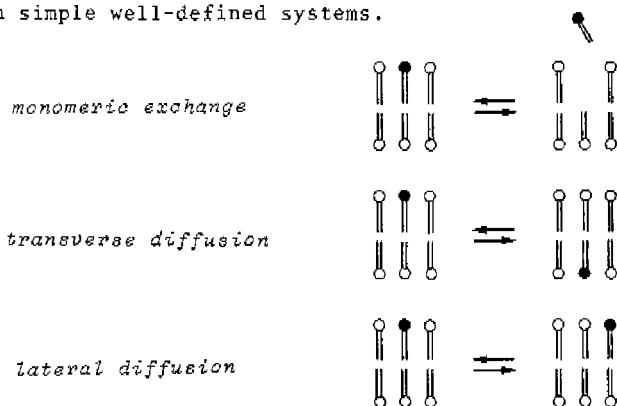 simple well-defined systems.
monomeric exchange
transverse diffusion
lateral diffusion